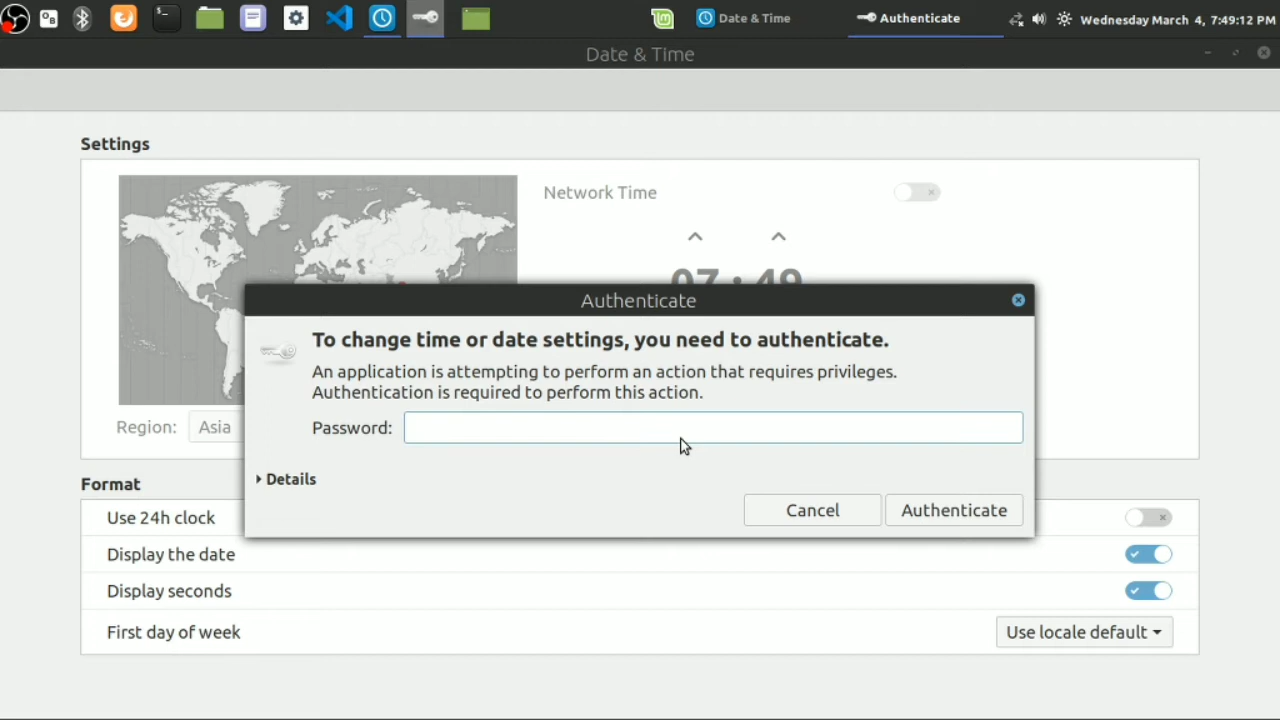 Date & Time
Authenticate
Wednesday March 4, 7:49:12 PM
Date & Time
Settings
Network Time
07 : 49
Authenticate
To change time or date settings, you need to authenticate.
An application is attempting to perform an action that requires privileges.
Authentication is required to perform this action.
Password:
Region: Asia
Details
Cancel
Authenticate
Format
Use 24h clock
Display the date
Display seconds
First day of week
Use locale default